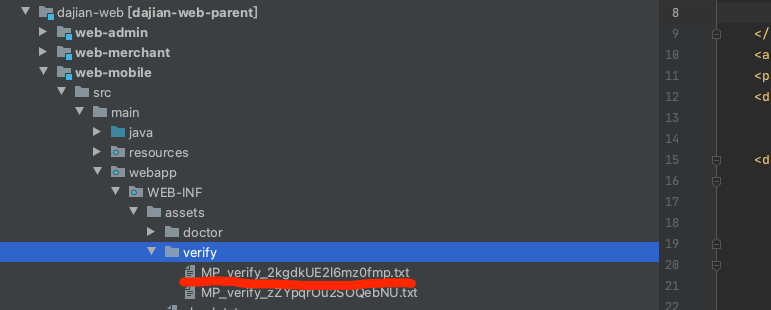 dajian-web [dajian-web-parent]
web-admin
web-merchant
web-mobile
src
main
java
resources
webapp
WEB-INF
assets
doctor
verify
MP_verify_2kgdkUE2l6mz0fmp.txt
MP_verify_zZYpqrOu2SOQebNU.txt
8
9 </
10 <a
11 <p
12 <d
13
14
15 <d
16
17
18
19
20
21
22